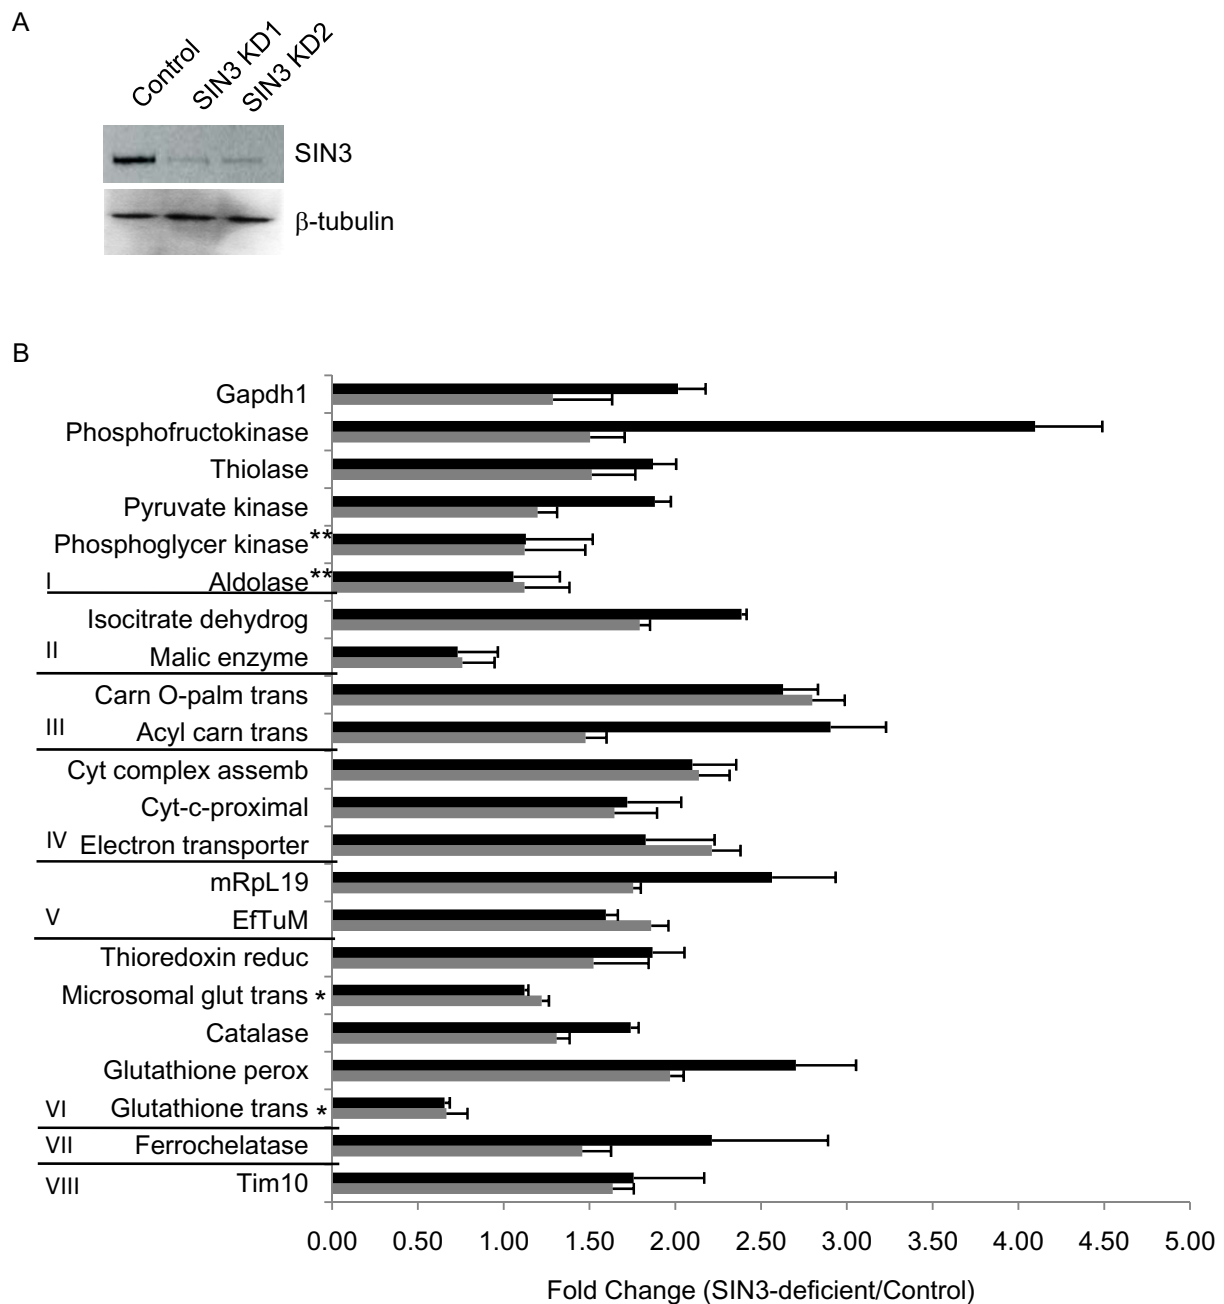 A
Control
SIN3 KD1
SIN3 KD2
SIN3
β-tubulin
B
Gapdh1
Phosphofructokinase
Thiolase
Pyruvate kinase
Phosphoglycer kinase**
I Aldolase**
Isocitrate dehydrog
II Malic enzyme
Carn O-palm trans
III Acyl carn trans
Cyt complex assemb
Cyt-c-proximal
IV Electron transporter
mRpL19
V EfTuM
Thioredoxin reduc
Microsomal glut trans *
Catalase
Glutathione perox
VI Glutathione trans *
VII Ferrochelatase
VIII Tim10
0.00 0.50 1.00 1.50 2.00 2.50 3.00 3.50 4.00 4.50 5.00
Fold Change (SIN3-deficient/Control)